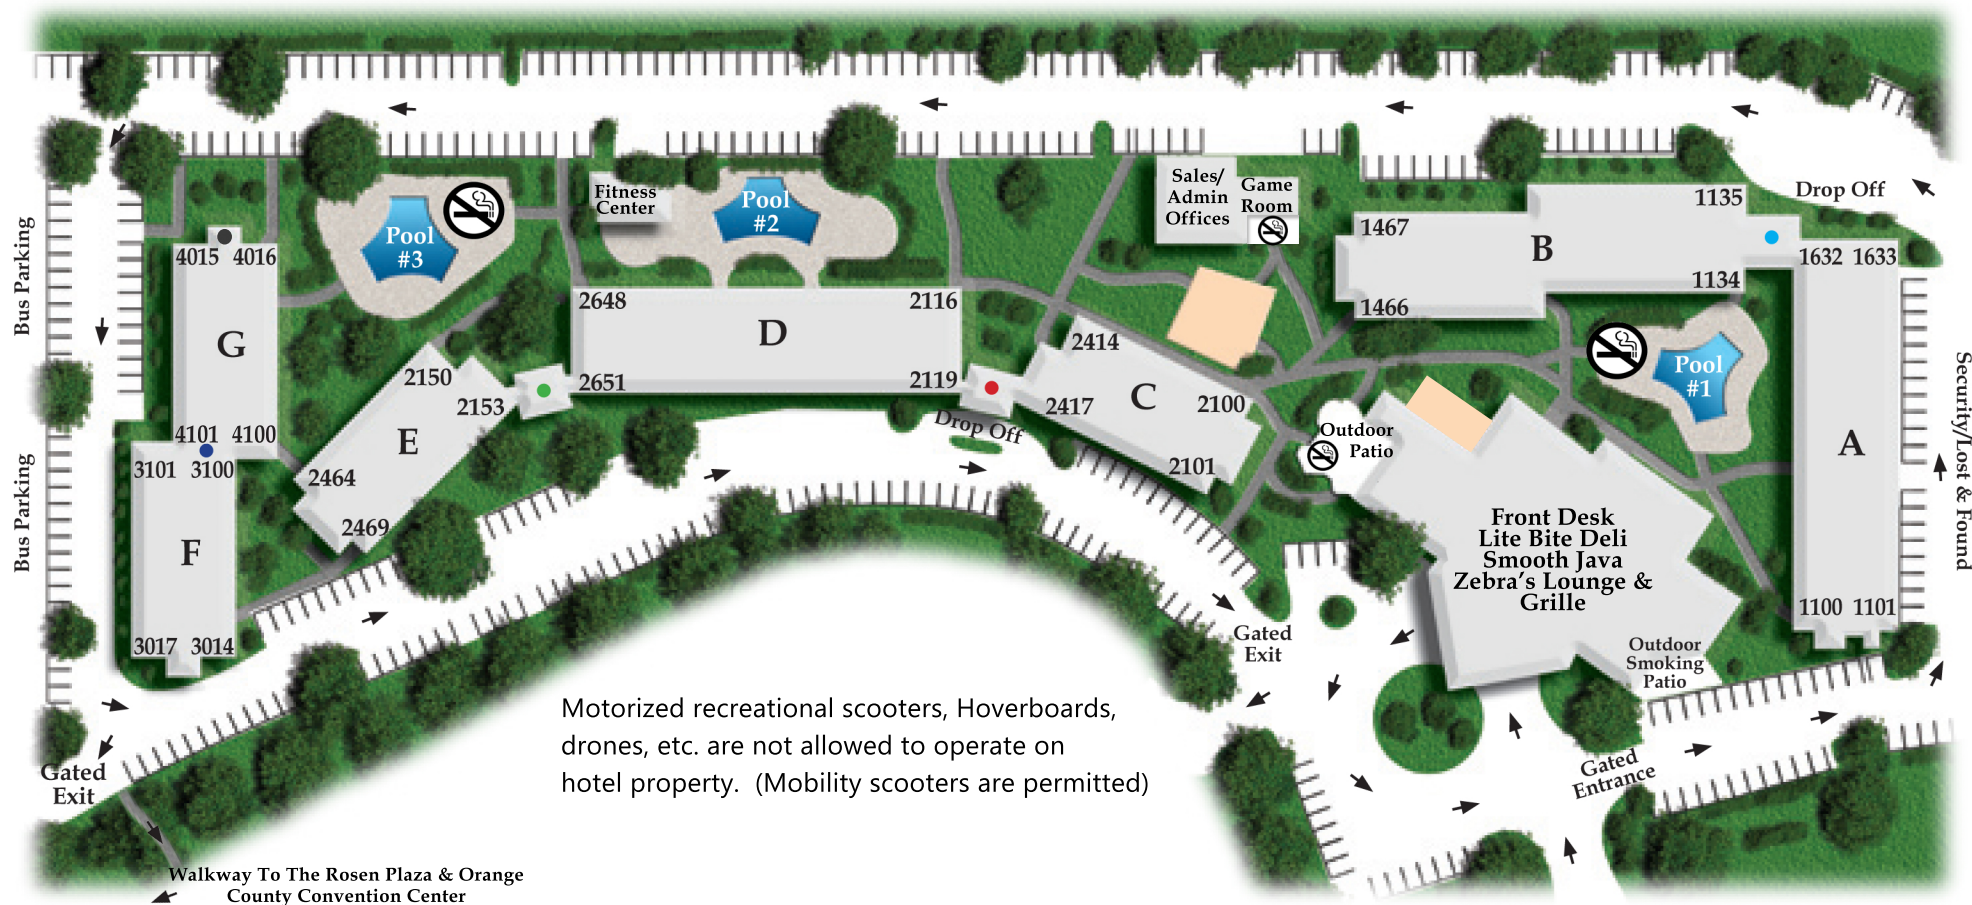 Sales/
Admin
Offices
Game
Room
Fitness
Center
Pool
#2
Pool
#3
1135
Drop Off
1467
B
1632 1633
1134
1466
4015 4016
Bus Parking
G
2648
2116
D
2651
2119
2414
2417
C
2100
2101
Drop Off
Pool
#1
A
Security/Lost & Found
2150
2153
E
2464
2469
4101 4100
3101 3100
Bus Parking
F
3017 3014
Outdoor
Patio
Front Desk
Lite Bite Deli
Smooth Java
Zebra's Lounge &
Grille
1100 1101
Outdoor
Smoking
Patio
Gated
Exit
Motorized recreational scooters, Hoverboards,
drones, etc. are not allowed to operate on
hotel property.  (Mobility scooters are permitted)
Gated
Entrance
Gated
Exit
Walkway To The Rosen Plaza & Orange
County Convention Center